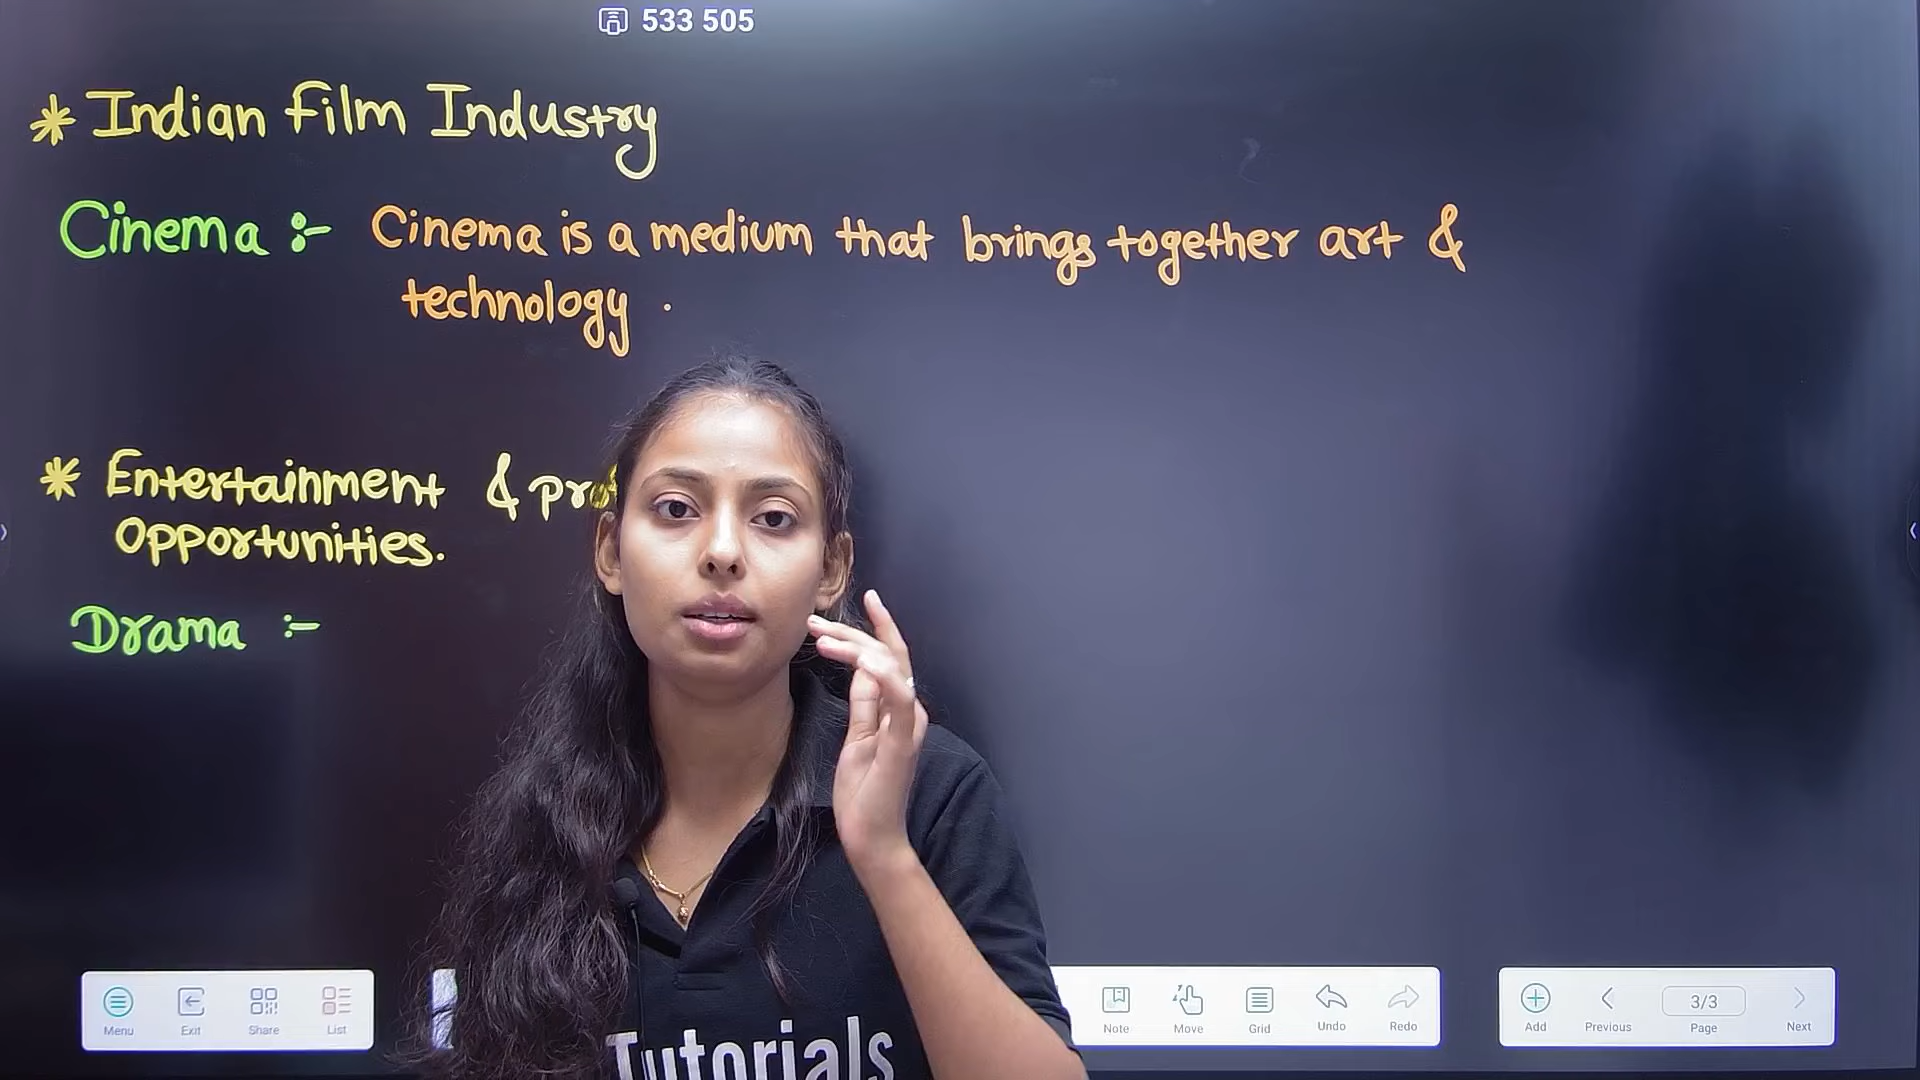 533 505
* Indian film Industry
Cinema :- Cinema is a medium that brings together art &
technology .
* Entertainment &
Opportunities.
Drama :-
Tutorials
Menu Exit Share List Note Move Grid Undo Redo Add Previous 3/3 Page Next